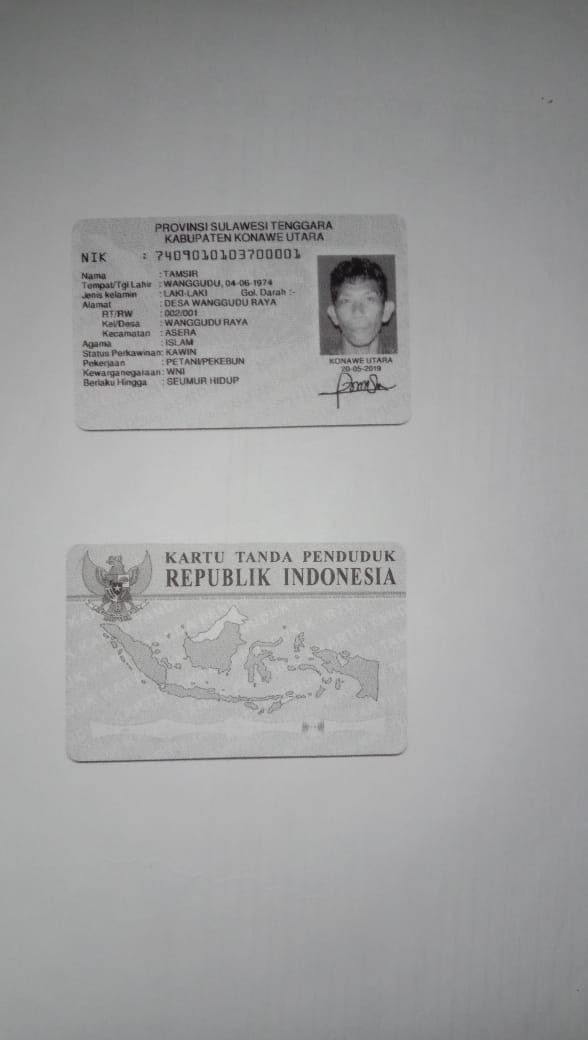 PROVINSI SULAWESI TENGGARA
KABUPATEN KONAWE UTARA
NIK : 7409010103700001
Nama : TAMSIR
Tempat/Tgl Lahir : WANGGUDU, 04-06-1974
Jenis kelamin : LAKI-LAKI Gol. Darah :-
Alamat : DESA WANGGUDU RAYA
RT/RW : 002/001
Kel/Desa : WANGGUDU RAYA
Kecamatan : ASERA
Agama : ISLAM
Status Perkawinan: KAWIN
Pekerjaan : PETANI/PEKEBUN
Kewarganegaraan: WNI
Berlaku Hingga : SEUMUR HIDUP
KONAWE UTARA
20-05-2019
KARTU TANDA PENDUDUK
REPUBLIK INDONESIA